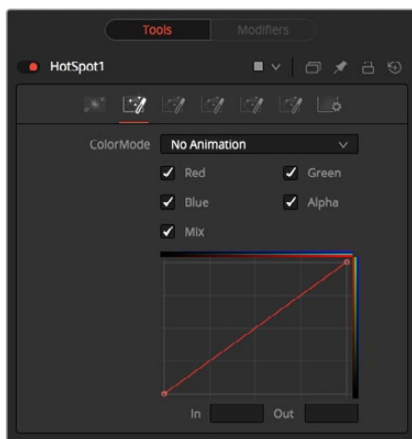 Tools Modifiers
HotSpot1
ColorMode No Animation
Red Green
Blue Alpha
Mix
In Out